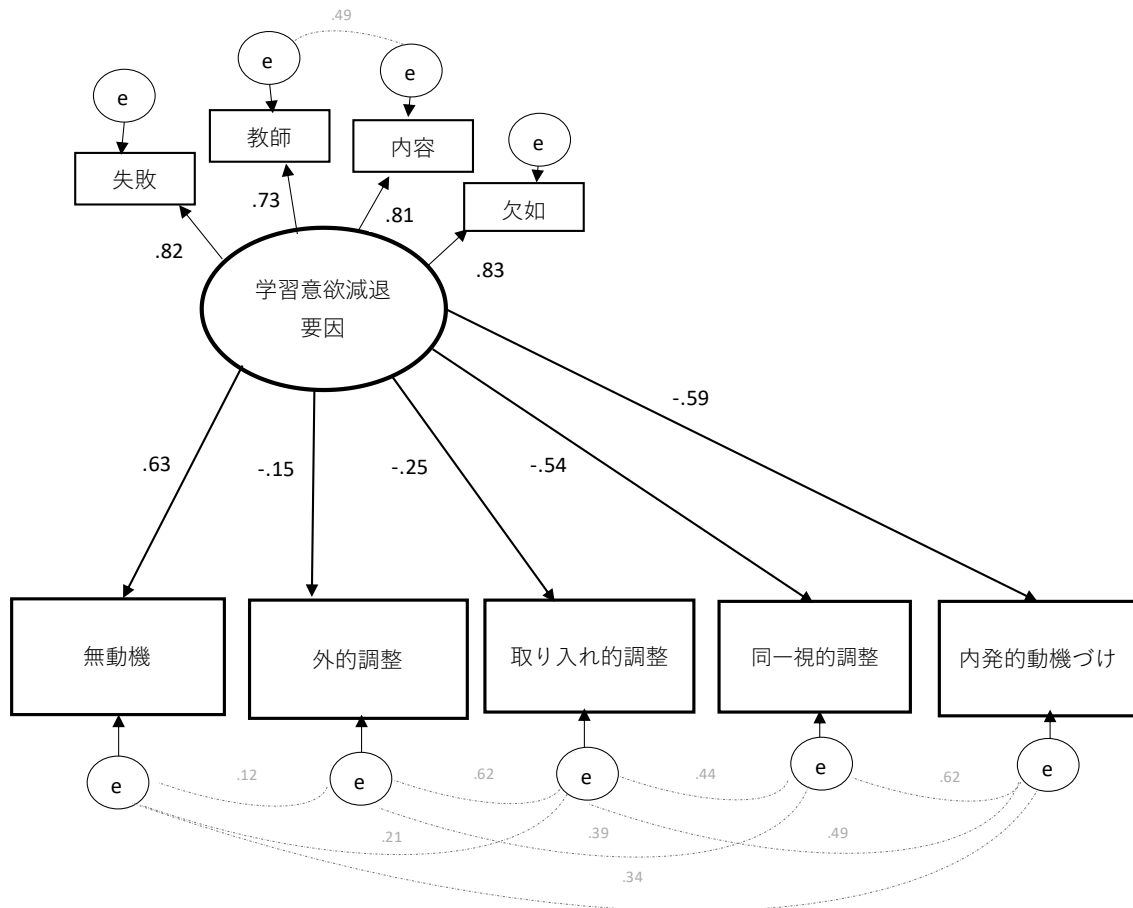 .49
e
e
e
e
教師
内容
失敗
欠如
.73
.81
.82
.83
学習意欲減退
要因
-.59
.63
-.15
-.25
-.54
無動機
外的調整
取り入れ的調整
同一視的調整
内発的動機づけ
e
e
e
e
e
.12
.62
.44
.62
.21
.39
.49
.34